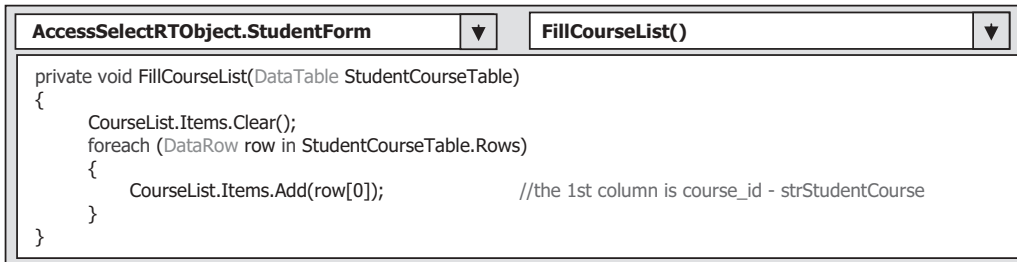 AccessSelectRTObject.StudentForm FillCourseList()
private void FillCourseList(DataTable StudentCourseTable)
{
CourseList.Items.Clear();
foreach (DataRow row in StudentCourseTable.Rows)
{
CourseList.Items.Add(row[0]); //the 1st column is course_id - strStudentCourse
}
}